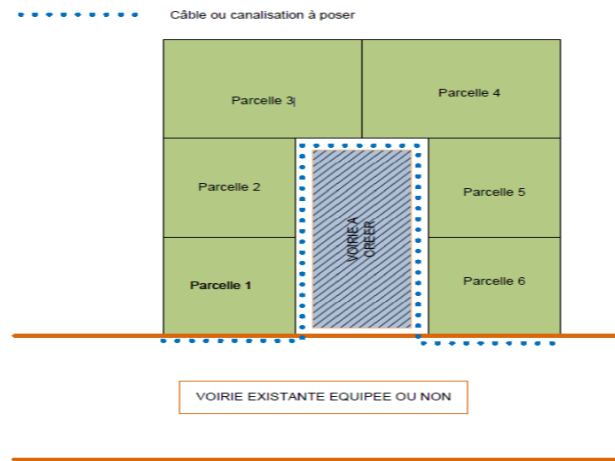 Câble ou canalisation à poser
Parcelle 3
Parcelle 4
Parcelle 2
Parcelle 5
VOIRIE A
CREER
Parcelle 1
Parcelle 6
VOIRIE EXISTANTE EQUIPEE OU NON